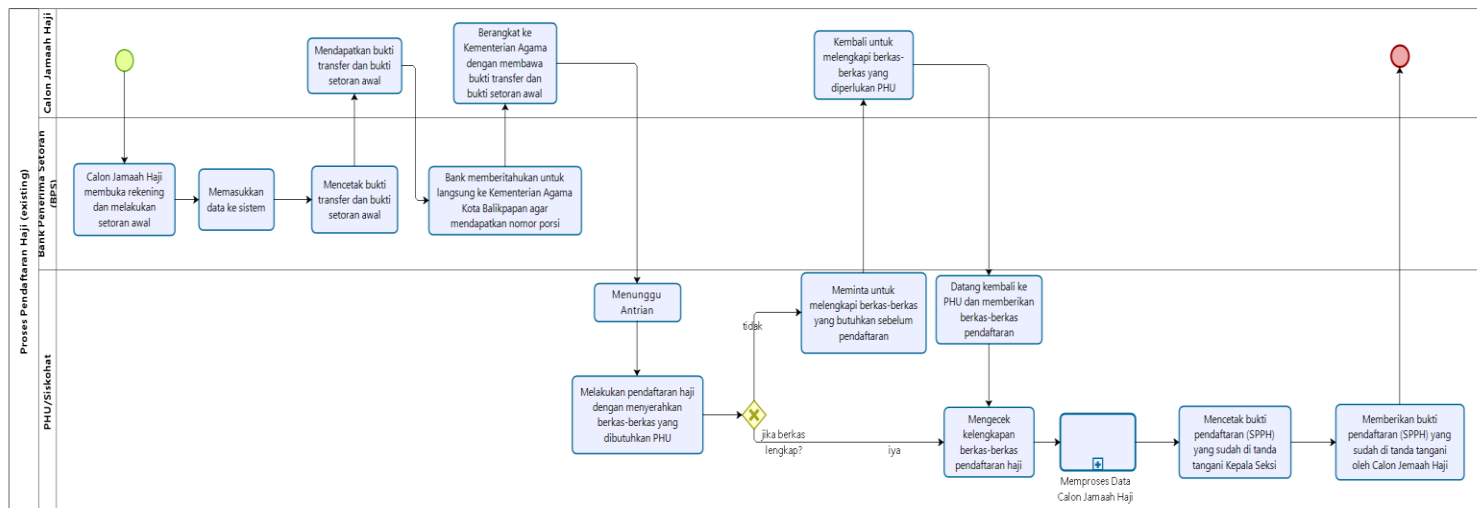 Proses Pendaftaran Haji (existing)
Calon Jamaah Haji
Bank Penerima Setoran
(BPS)
PHU/Siskohat
Mendapatkan bukti
transfer dan bukti
setoran awal
Berangkat ke
Kementerian Agama
dengan membawa
bukti transfer dan
bukti setoran awal
Kembali untuk
melengkapi berkas-
berkas yang
diperlukan PHU
Calon Jamaah Haji
membuka rekening
dan melakukan
setoran awal
Memasukkan
data ke sistem
Mencetak bukti
transfer dan bukti
setoran awal
Bank memberitahukan untuk
langsung ke Kementerian Agama
Kota Balikpapan agar
mendapatkan nomor porsi
Menunggu
Antrian
Melakukan pendaftaran haji
dengan menyerahkan
berkas-berkas yang
dibutuhkan PHU
tidak
jika berkas
lengkap?
iya
Meminta untuk
melengkapi berkas-berkas
yang butuhkan sebelum
pendaftaran
Datang kembali ke
PHU dan memberikan
berkas-berkas
pendaftaran
Mengecek
kelengkapan
berkas-berkas
pendaftaran haji
Memproses Data
Calon Jamaah Haji
Mencetak bukti
pendaftaran (SPPH)
yang sudah di tanda
tangani Kepala Seksi
Memberikan bukti
pendaftaran (SPPH) yang
sudah di tanda tangani
oleh Calon Jemaah Haji